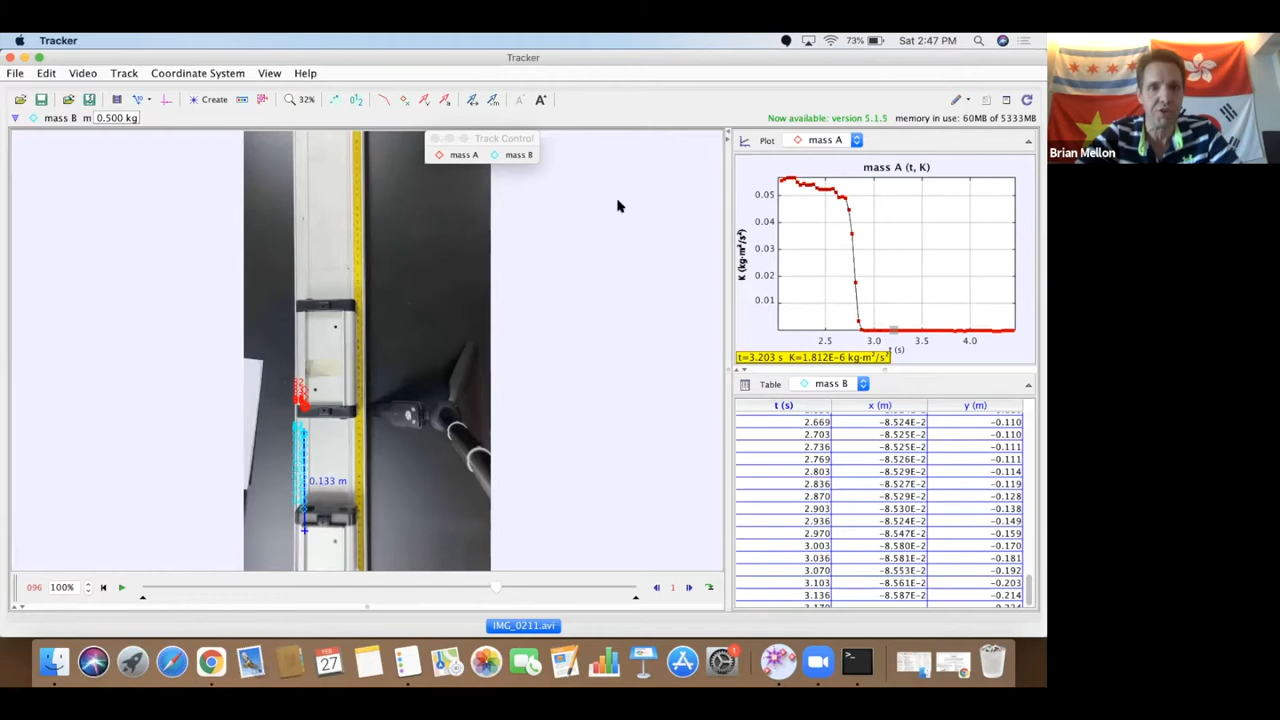 Tracker File Edit View Window Help
73% Sat 2:47 PM
Tracker
File Edit Video Track Coordinate System View Help
Create 32%
mass B m 0.500 kg
Now available: version 5.1.5 memory in use: 60MB of 5333MB
Track Control
mass A mass B
0.133 m
096 100% 1
Plot mass A
mass A (t, K)
K (kg·m²/s²)
0.05
0.04
0.03
0.02
0.01
2.5 3.0 3.5 4.0
t (s)
t=3.203 s K=1.812E-6 kg·m²/s²
Table mass B
t (s) x (m) y (m)
2.669 -8.524E-2 -0.110
2.703 -8.525E-2 -0.110
2.736 -8.525E-2 -0.111
2.769 -8.526E-2 -0.111
2.803 -8.529E-2 -0.114
2.836 -8.527E-2 -0.119
2.870 -8.529E-2 -0.128
2.903 -8.530E-2 -0.138
2.936 -8.524E-2 -0.149
2.970 -8.547E-2 -0.159
3.003 -8.580E-2 -0.170
3.036 -8.581E-2 -0.181
3.070 -8.553E-2 -0.192
3.103 -8.561E-2 -0.203
3.136 -8.587E-2 -0.214
IMG_0211.avi
FEB
27
1
Brian Mellon